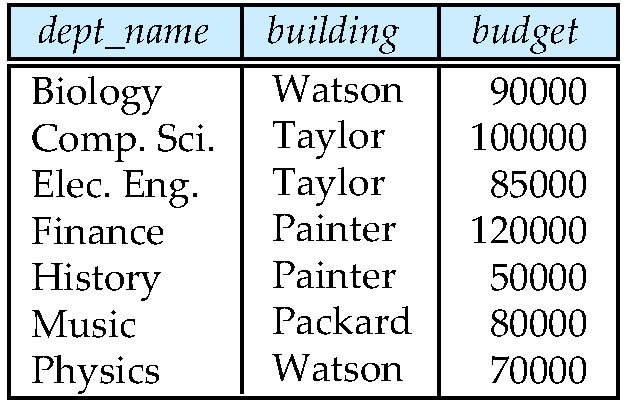 dept_name building budget
Biology Watson 90000
Comp. Sci. Taylor 100000
Elec. Eng. Taylor 85000
Finance Painter 120000
History Painter 50000
Music Packard 80000
Physics Watson 70000